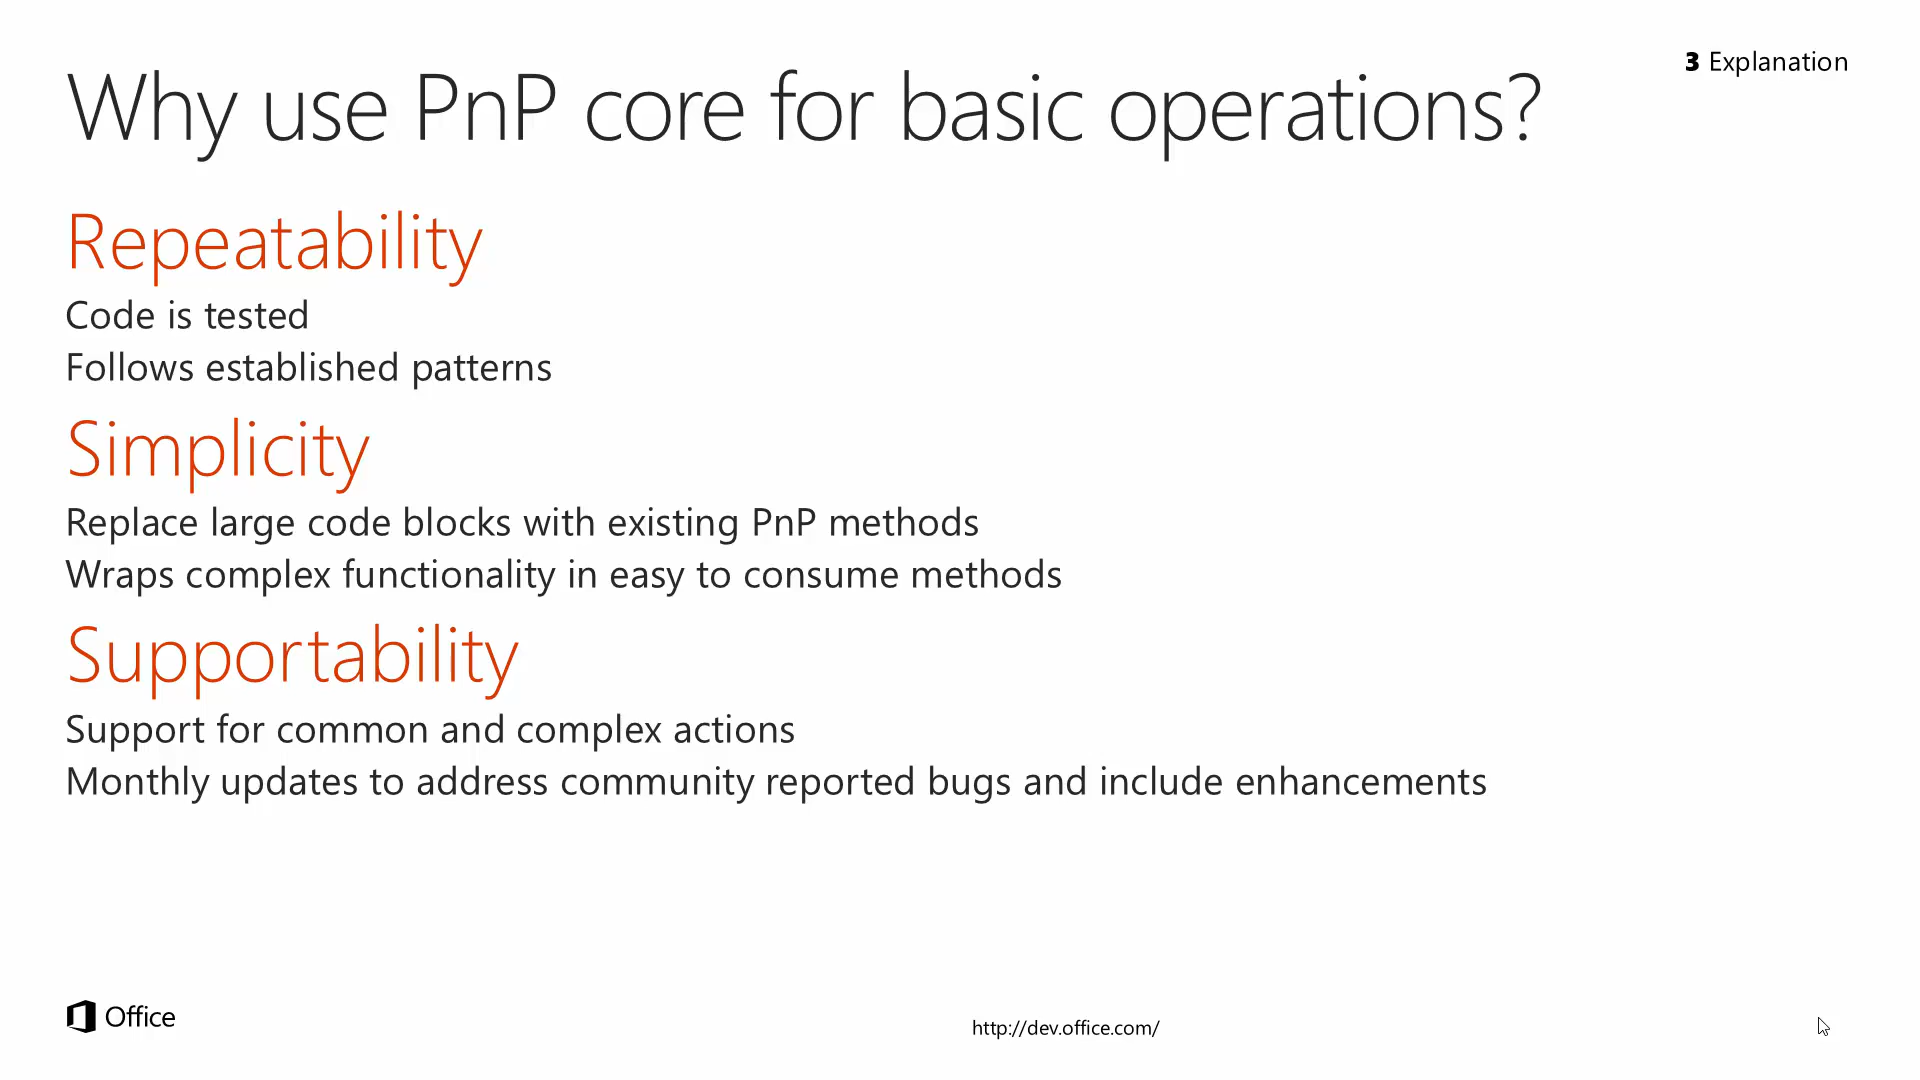 3 Explanation
Why use PnP core for basic operations?
Repeatability
Code is tested
Follows established patterns
Simplicity
Replace large code blocks with existing PnP methods
Wraps complex functionality in easy to consume methods
Supportability
Support for common and complex actions
Monthly updates to address community reported bugs and include enhancements
Office
http://dev.office.com/